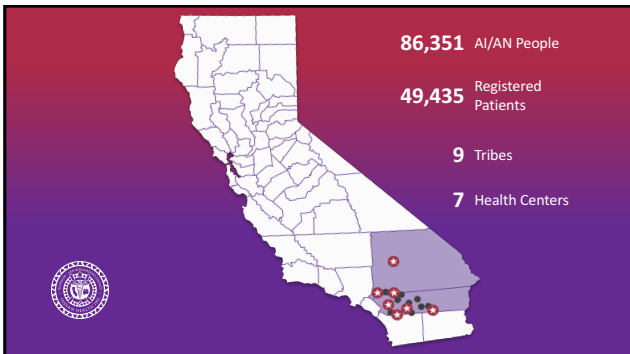 86,351 AI/AN People
49,435 Registered
Patients
9 Tribes
7 Health Centers